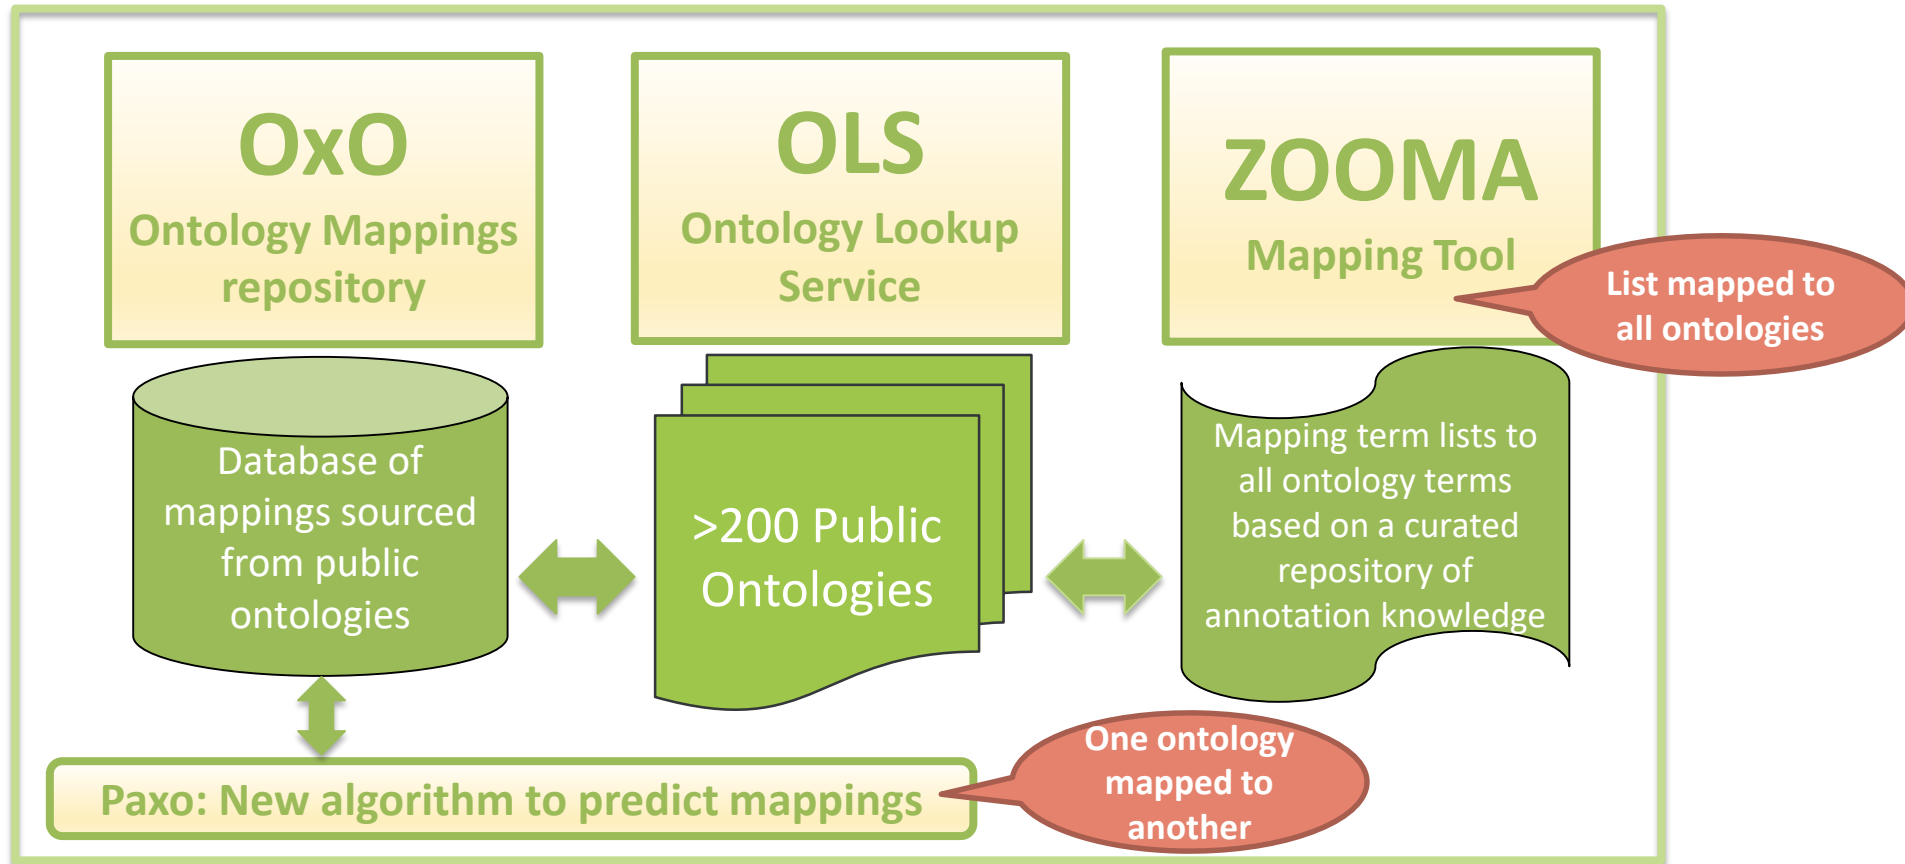 OxO
Ontology Mappings
repository
OLS
Ontology Lookup
Service
ZOOMA
Mapping Tool
List mapped to
all ontologies
Database of
mappings sourced
from public
ontologies
>200 Public
Ontologies
Mapping term lists to
all ontology terms
based on a curated
repository of
annotation knowledge
Paxo: New algorithm to predict mappings
One ontology
mapped to
another